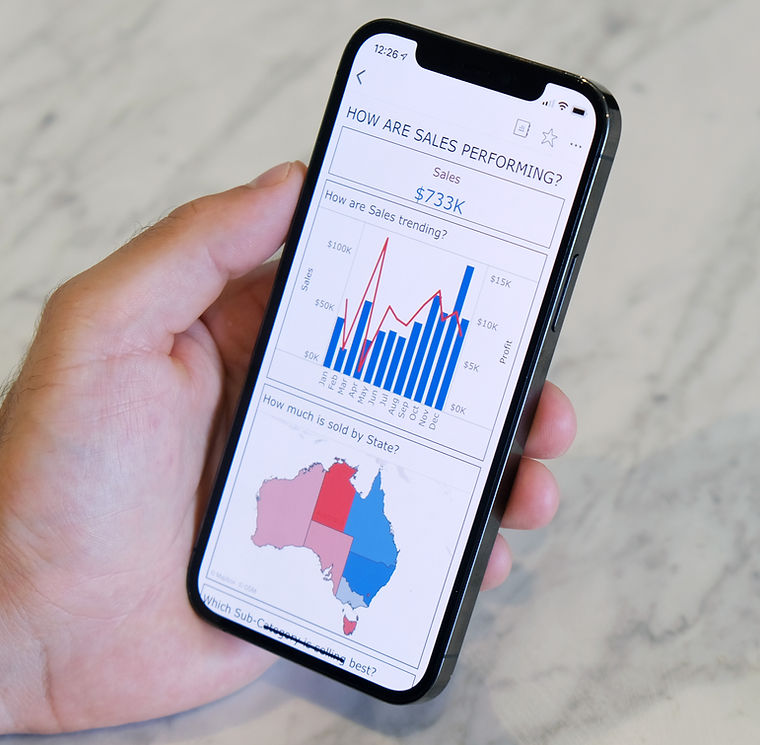 12:26
HOW ARE SALES PERFORMING?
Sales
$733K
How are Sales trending?
$100K
$50K
$0K
Sales
$15K
$10K
$5K
$0K
Profit
Jan
Feb
Mar
Apr
May
Jun
Jul
Aug
Sep
Oct
Nov
Dec
How much is sold by State?
© Mapbox © OSM
Which Sub-Category is selling best?